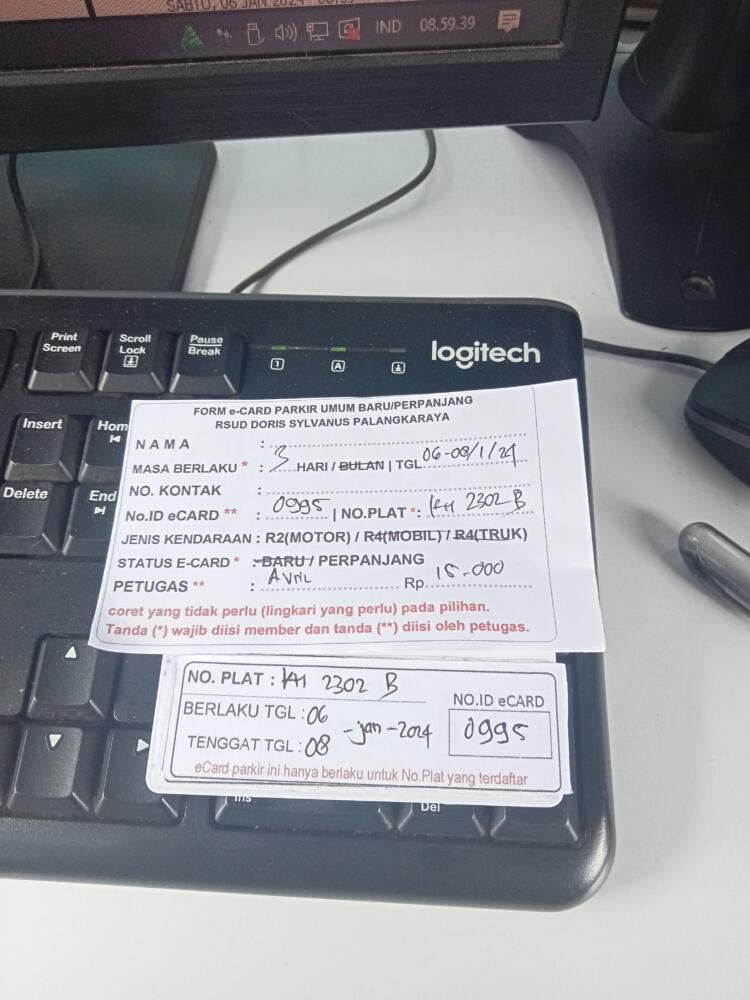 SABTU, 06 JAN 2024
IND 08.59.39
Print Screen
Scroll Lock
Pause Break
1 A
logitech
Insert
Hom
Delete
End
FORM e-CARD PARKIR UMUM BARU/PERPANJANG
RSUD DORIS SYLVANUS PALANGKARAYA
NAMA :
MASA BERLAKU * : 3 HARI / BULAN | TGL 06-08/1/24
NO. KONTAK :
No.ID eCARD ** : 0995 | NO.PLAT * : KH 2302 B
JENIS KENDARAAN : R2(MOTOR) / R4(MOBIL) / R4(TRUK)
STATUS E-CARD * : BARU / PERPANJANG
PETUGAS ** : Avril Rp. 15.000
coret yang tidak perlu (lingkari yang perlu) pada pilihan.
Tanda (*) wajib diisi member dan tanda (**) diisi oleh petugas.
NO. PLAT : KH 2302 B
NO.ID eCARD
BERLAKU TGL : 06
-jan-2024
0995
TENGGAT TGL : 08
eCard parkir ini hanya berlaku untuk No.Plat yang terdaftar
Ins
Del